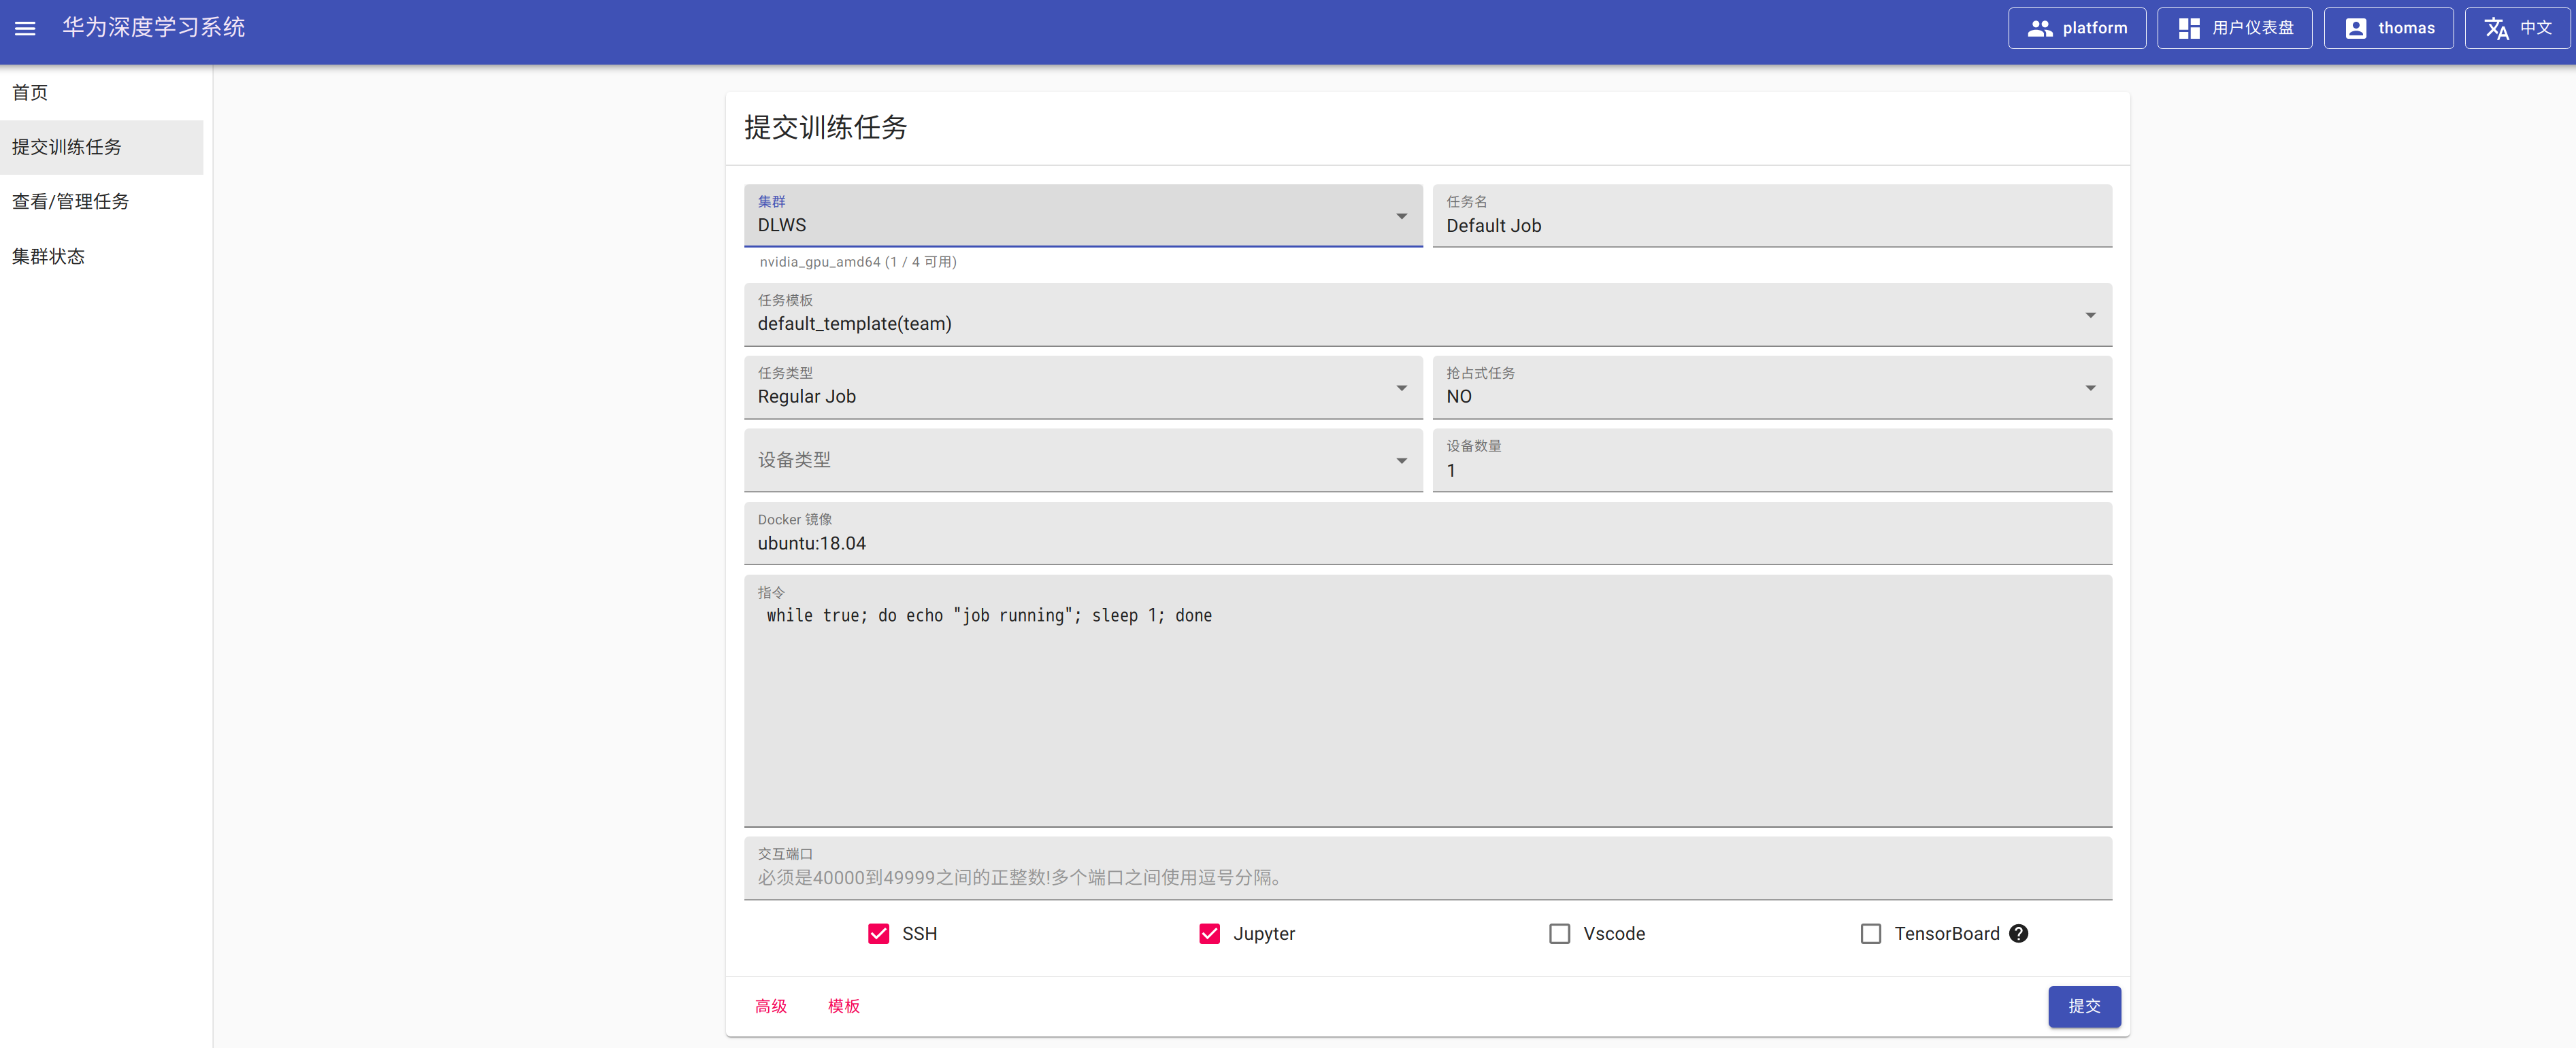 华为深度学习系统
platform
用户仪表盘
thomas
中文
首页
提交训练任务
查看/管理任务
集群状态
提交训练任务
集群
DLWS
nvidia_gpu_amd64 (1 / 4 可用)
任务名
Default Job
任务模板
default_template(team)
任务类型
Regular Job
抢占式任务
NO
设备类型
设备数量
1
Docker 镜像
ubuntu:18.04
指令
while true; do echo "job running"; sleep 1; done
交互端口
必须是40000到49999之间的正整数!多个端口之间使用逗号分隔。
SSH
Jupyter
Vscode
TensorBoard
高级
模板
提交